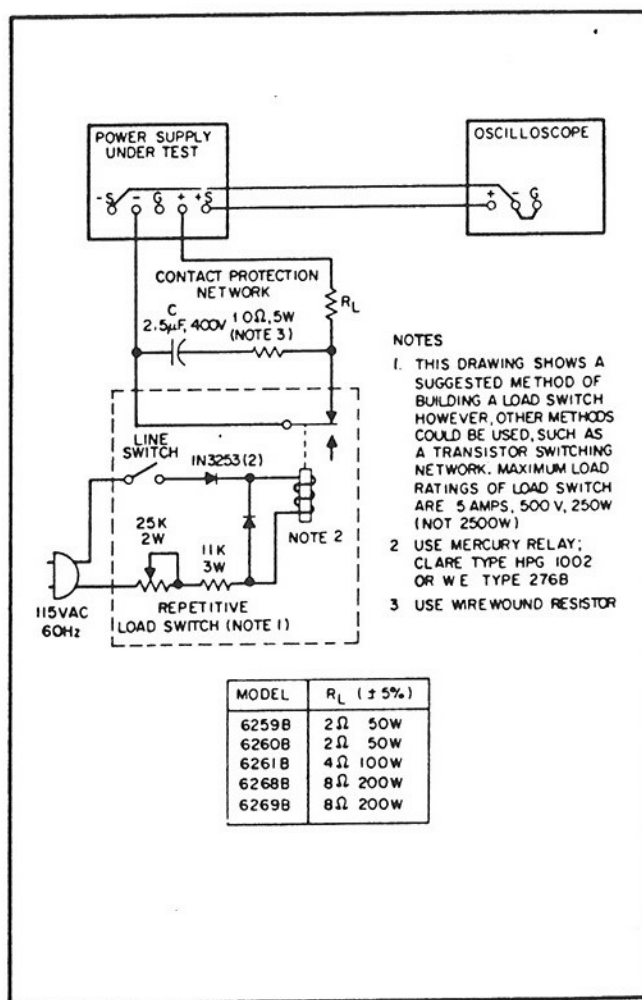 POWER SUPPLY
UNDER TEST
-S - G + +S
OSCILLOSCOPE
+ - G
CONTACT PROTECTION
NETWORK
C
2.5μF, 400V
1 0Ω, 5W
(NOTE 3)
RL
LINE
SWITCH
IN3253 (2)
25K
2W
11K
3W
NOTE 2
115VAC
60Hz
REPETITIVE
LOAD SWITCH (NOTE 1)
NOTES
1. THIS DRAWING SHOWS A
SUGGESTED METHOD OF
BUILDING A LOAD SWITCH
HOWEVER, OTHER METHODS
COULD BE USED, SUCH AS
A TRANSISTOR SWITCHING
NETWORK. MAXIMUM LOAD
RATINGS OF LOAD SWITCH
ARE 5 AMPS, 500 V, 250W
(NOT 2500W)
2 USE MERCURY RELAY;
CLARE TYPE HPG 1002
OR W E TYPE 276B
3 USE WIREWOUND RESISTOR
MODEL RL (±5%)
6259B 2Ω 50W
6260B 2Ω 50W
6261B 4Ω 100W
6268B 8Ω 200W
6269B 8Ω 200W